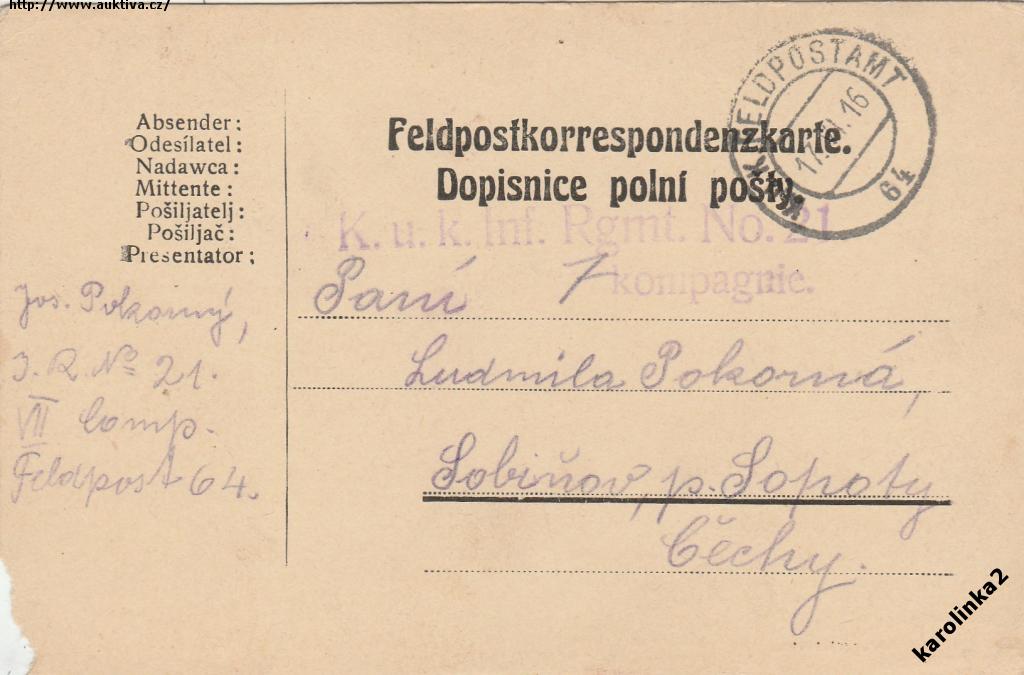 http://www.auktiva.cz/
K.u.K. FELDPOSTAMT
64
Absender:
Odesílatel:
Nadawca:
Mittente:
Pošiljatelj:
Pošiljač:
Presentator:
Feldpostkorrespondenzkarte.
Dopisnice polní pošty.
K. u. k. Inf. Rgmt. No. 21
7 kompagnie.
Jos. Pokorný,
I. R. No 21.
VII Comp.
Feldpost 64.
Paní
Ludmila Pokorná,
Sobiňov, p. Sopoty
Čechy.
karolinka2